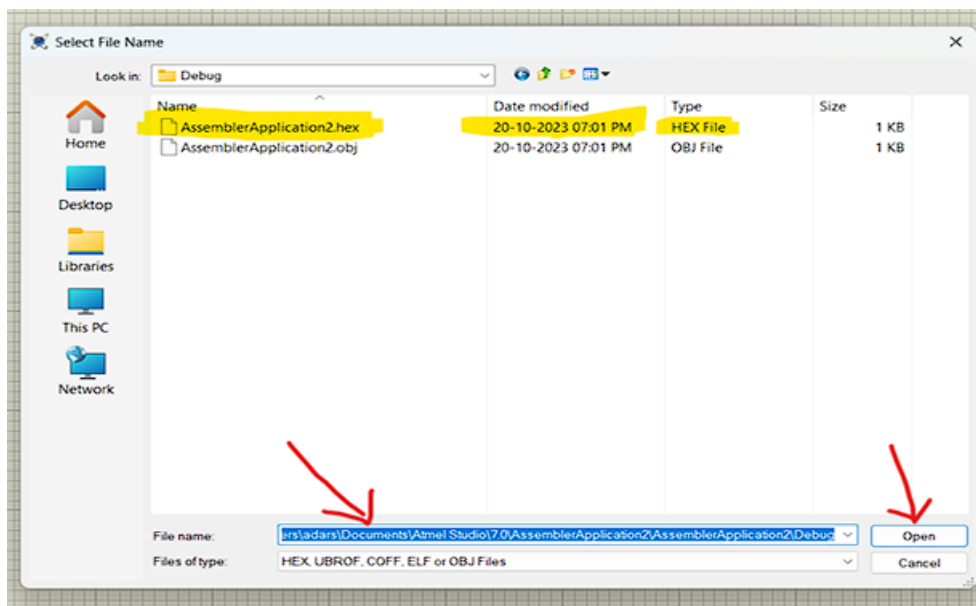 Select File Name
Look in: Debug
Name Date modified Type Size
AssemblerApplication2.hex 20-10-2023 07:01 PM HEX File 1 KB
AssemblerApplication2.obj 20-10-2023 07:01 PM OBJ File 1 KB
Home
Desktop
Libraries
This PC
Network
File name: ers\adars\Documents\Atmel Studio\7.0\AssemblerApplication2\AssemblerApplication2\Debug Open
Files of type: HEX, UBROF, COFF, ELF or OBJ Files Cancel